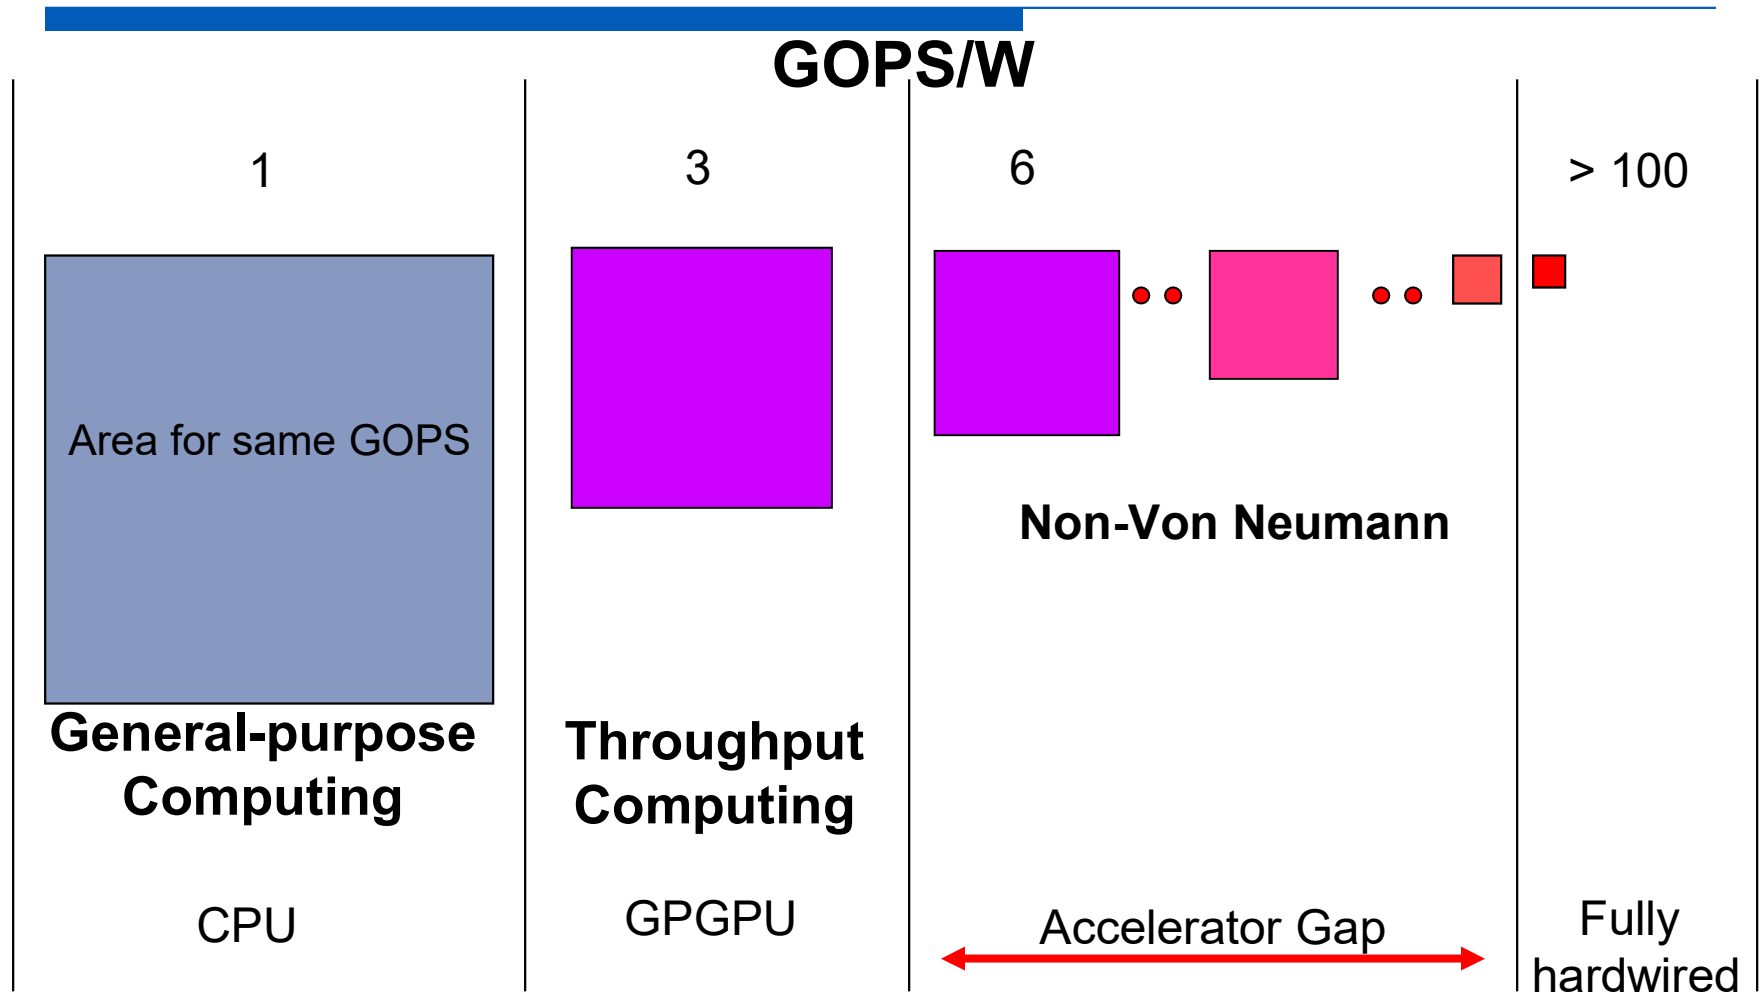 GOPS/W
1
3
6
> 100
Area for same GOPS
Non-Von Neumann
General-purpose
Computing
Throughput
Computing
CPU
GPGPU
Accelerator Gap
Fully
hardwired